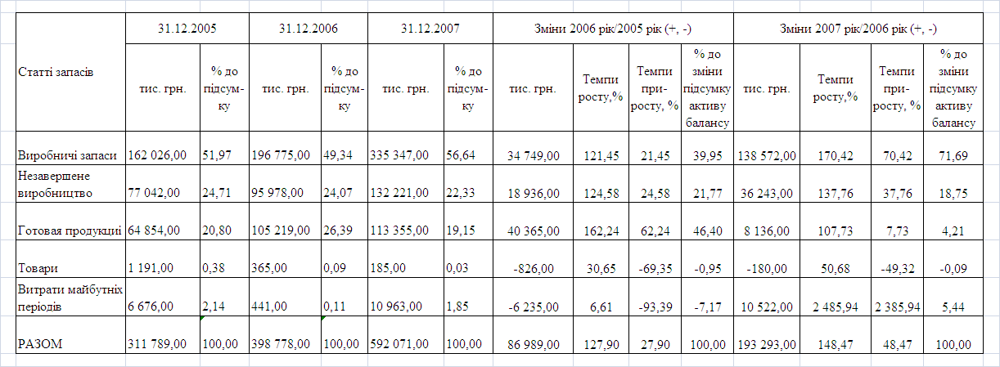 Статті запасів 31.12.2005 31.12.2006 31.12.2007 Зміни 2006 рік/2005 рік (+, -) Зміни 2007 рік/2006 рік (+, -)
тис. грн. % до підсум-ку тис. грн. % до підсум-ку тис. грн. % до підсум-ку тис. грн. Темпи росту,% Темпи при-росту, % % до зміни підсумку активу балансу тис. грн. Темпи росту,% Темпи при-росту, % % до зміни підсумку активу балансу
Виробничі запаси 162 026,00 51,97 196 775,00 49,34 335 347,00 56,64 34 749,00 121,45 21,45 39,95 138 572,00 170,42 70,42 71,69
Незавершене
виробництво 77 042,00 24,71 95 978,00 24,07 132 221,00 22,33 18 936,00 124,58 24,58 21,77 36 243,00 137,76 37,76 18,75
Готовая продукциі 64 854,00 20,80 105 219,00 26,39 113 355,00 19,15 40 365,00 162,24 62,24 46,40 8 136,00 107,73 7,73 4,21
Товари 1 191,00 0,38 365,00 0,09 185,00 0,03 -826,00 30,65 -69,35 -0,95 -180,00 50,68 -49,32 -0,09
Витрати майбутніх
періодів 6 676,00 2,14 441,00 0,11 10 963,00 1,85 -6 235,00 6,61 -93,39 -7,17 10 522,00 2 485,94 2 385,94 5,44
РАЗОМ 311 789,00 100,00 398 778,00 100,00 592 071,00 100,00 86 989,00 127,90 27,90 100,00 193 293,00 148,47 48,47 100,00